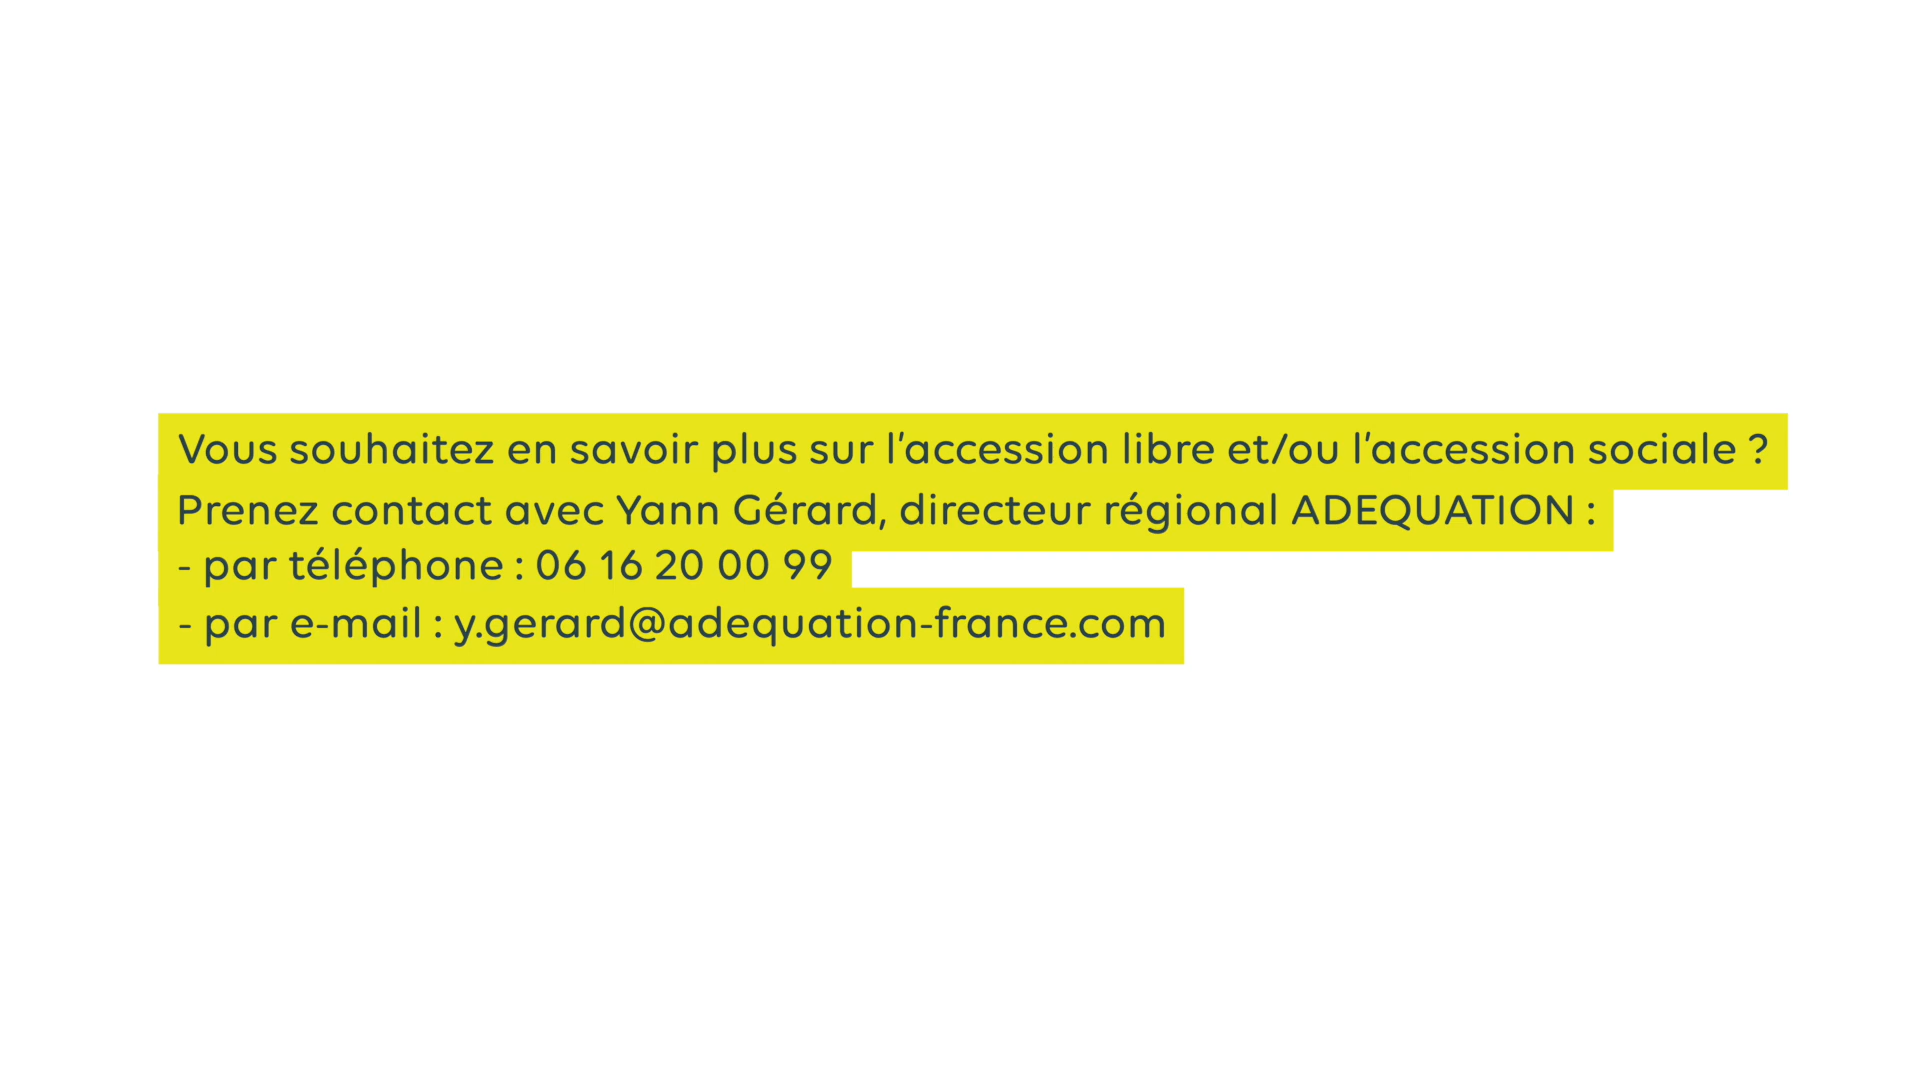 Vous souhaitez en savoir plus sur l'accession libre et/ou l'accession sociale ?
Prenez contact avec Yann Gérard, directeur régional ADEQUATION :
- par téléphone : 06 16 20 00 99
- par e-mail : y.gerard@adequation-france.com